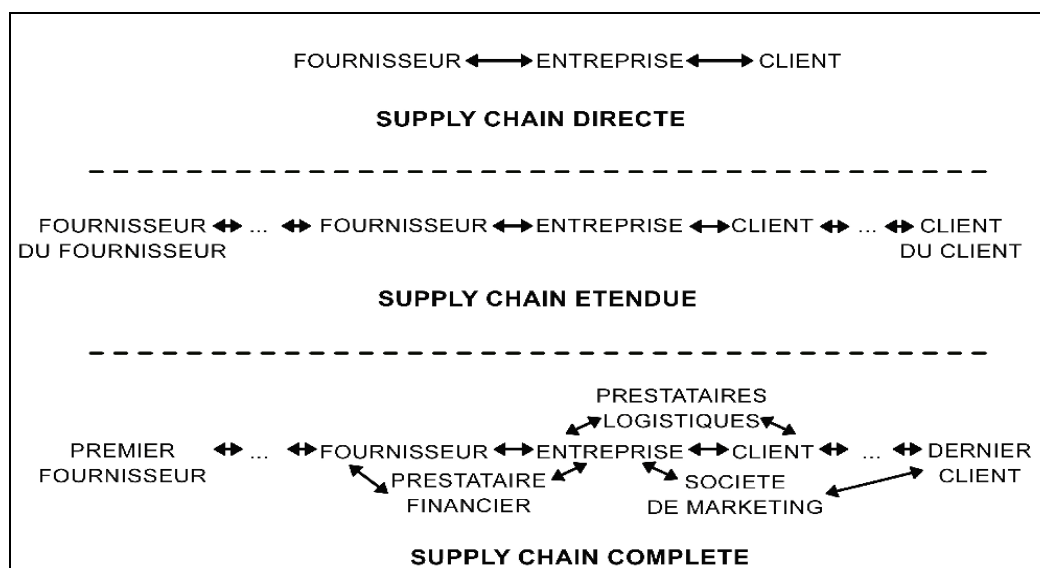 FOURNISSEUR ENTREPRISE CLIENT
SUPPLY CHAIN DIRECTE
FOURNISSEUR ... FOURNISSEUR ENTREPRISE CLIENT ... CLIENT
DU FOURNISSEUR DU CLIENT
SUPPLY CHAIN ETENDUE
PRESTATAIRES
LOGISTIQUES
PREMIER ... FOURNISSEUR ENTREPRISE CLIENT ... DERNIER
FOURNISSEUR CLIENT
PRESTATAIRE SOCIETE
FINANCIER DE MARKETING
SUPPLY CHAIN COMPLETE